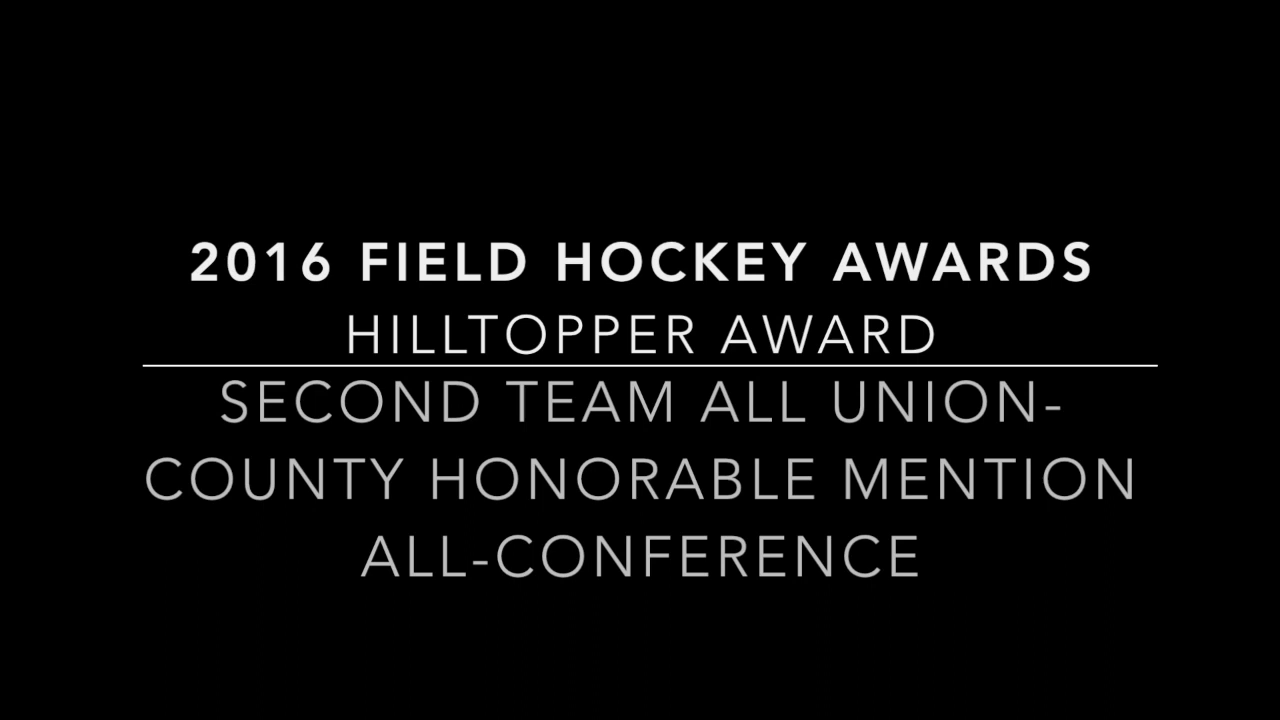 2016 FIELD HOCKEY AWARDS
HILLTOPPER AWARD
SECOND TEAM ALL UNION-
COUNTY HONORABLE MENTION
ALL-CONFERENCE